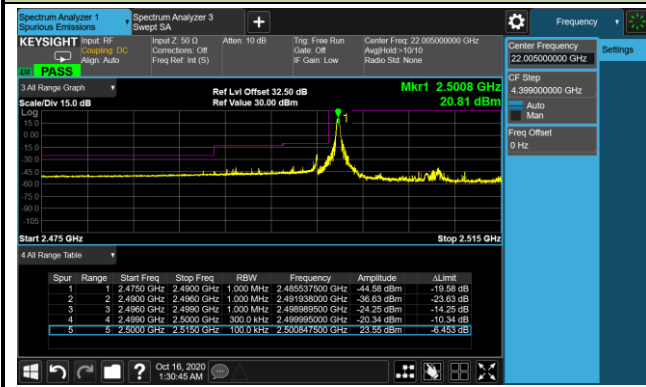 Spectrum Analyzer 1
Spurious Emissions
Spectrum Analyzer 3
Swept SA
Frequency
KEYSIGHT
Input: RF
Coupling: DC
Align: Auto
Input Z: 50 Ω
Corrections: Off
Freq Ref: Int (S)
Atten: 10 dB
Trig: Free Run
Gate: Off
IF Gain: Low
Center Freq: 22.005000000 GHz
Avg|Hold:>10/10
Radio Std: None
PASS
Center Frequency
22.005000000 GHz
Settings
CF Step
4.399000000 GHz
Auto
Man
Freq Offset
0 Hz
3 All Range Graph
Scale/Div 15.0 dB
Ref Lvl Offset 32.50 dB
Ref Value 30.00 dBm
Mkr1 2.5008 GHz
20.81 dBm
Log
15.0
0.00
-15.0
-30.0
-45.0
-60.0
-75.0
-90.0
-105
1
Start 2.475 GHz
Stop 2.515 GHz
4 All Range Table
Spur Range Start Freq Stop Freq RBW Frequency Amplitude ΔLimit
1 1 2.4750 GHz 2.4900 GHz 1.000 MHz 2.485537500 GHz -44.58 dBm -19.58 dB
2 2 2.4900 GHz 2.4960 GHz 1.000 MHz 2.491938000 GHz -36.63 dBm -23.63 dB
3 3 2.4960 GHz 2.4990 GHz 1.000 MHz 2.498989500 GHz -24.25 dBm -14.25 dB
4 4 2.4990 GHz 2.5000 GHz 300.0 kHz 2.499995000 GHz -20.34 dBm -10.34 dB
5 5 2.5000 GHz 2.5150 GHz 100.0 kHz 2.500847500 GHz 23.55 dBm -6.453 dB
?
Oct 16, 2020
1:30:45 AM